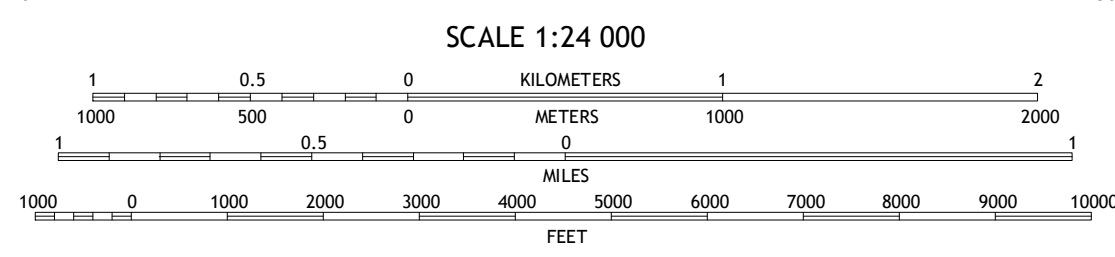 SCALE 1:24 000
1 0.5 0 KILOMETERS 1 2
1000 500 0 METERS 1000 2000
1 0.5 0 1
MILES
1000 0 1000 2000 3000 4000 5000 6000 7000 8000 9000 10000
FEET